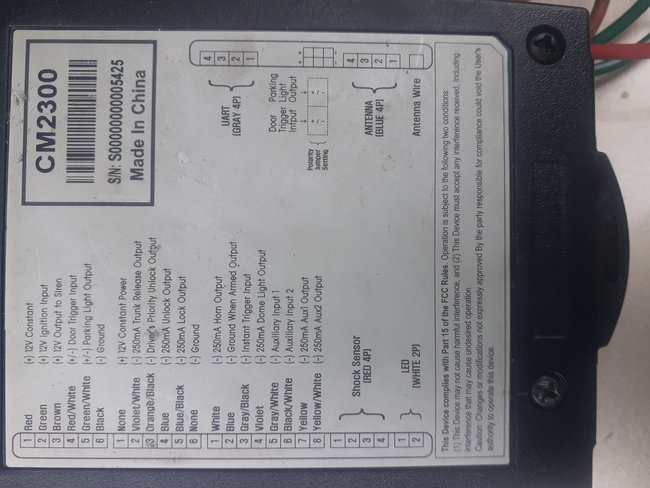 CM2300
S/N: S000000000005425
Made In China
1 Red (+) 12V Constant
2 Green (+) 12V Ignition Input
3 Brown (+) 12V Output to Siren
4 Red/White (+/-) Door Trigger Input
5 Green/White (+/-) Parking Light Output
6 Black (-) Ground
1 None (+) 12V Constant Power
2 Violet/White (-) 250mA Trunk Release Output
3 Orange/Black (-) Driver's Priority Unlock Output
4 Blue (-) 250mA Unlock Output
5 Blue/Black (-) 250mA Lock Output
6 None (-) Ground
1 White (-) 250mA Horn Output
2 Blue (-) Ground When Armed Output
3 Gray/Black (-) Instant Trigger Input
4 Violet (-) 250mA Dome Light Output
5 Gray/White (-) Auxiliary Input 1
6 Black/White (-) Auxiliary Input 2
7 Yellow (-) 250mA Aux1 Output
8 Yellow/White (-) 250mA Aux2 Output
1
2
3
4
Shock Sensor
(RED 4P)
1
2
LED
(WHITE 2P)
4
3
2
1
UART
(GRAY 4P)
Door Parking
Trigger Light
Intput Output
Polarity
Jumper
Setting
4
3
2
1
ANTENNA
(BLUE 4P)
Antenna Wire
This Device complies with Part 15 of the FCC Rules Operation is subject to the following two conditions:
(1) This Device may not cause harmful interference, and (2) This Device must accept any interference received, Including
interference that may cause undesired operation.
Caution: Changes or modifications not expressly approved By the party responsible for compliance could void the User's
authority to operate this device.